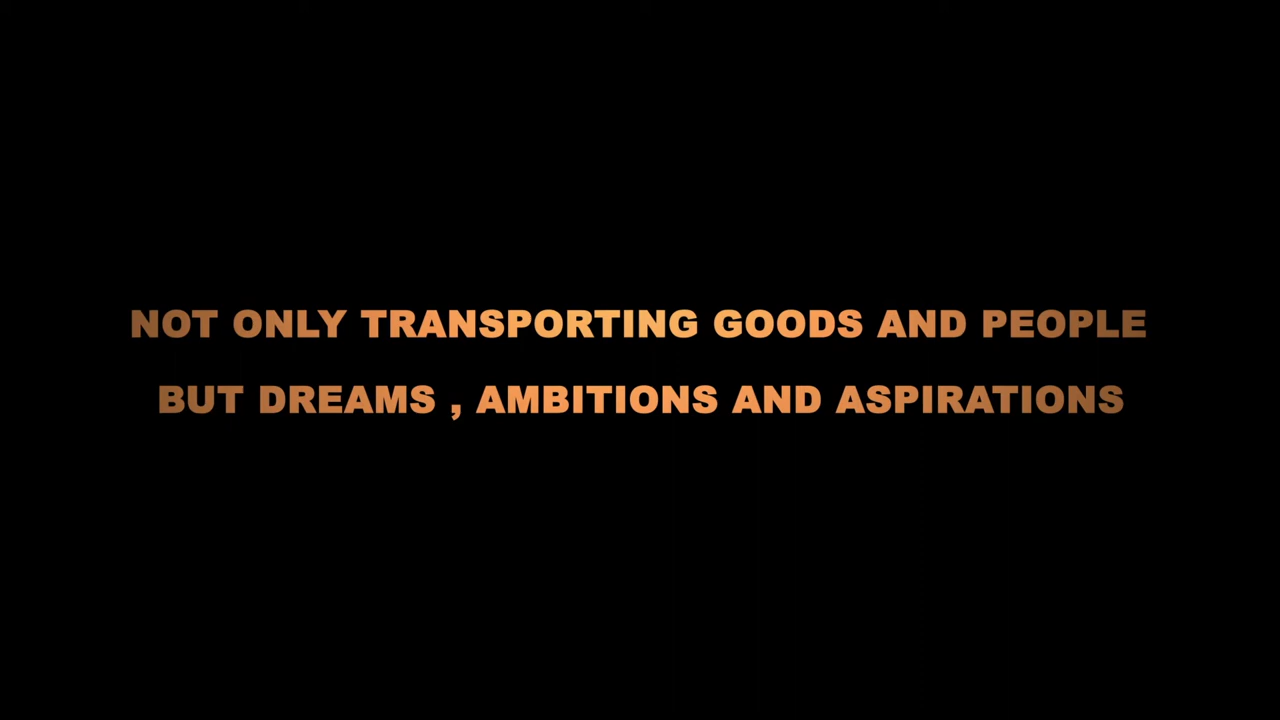 NOT ONLY TRANSPORTING GOODS AND PEOPLE
BUT DREAMS , AMBITIONS AND ASPIRATIONS